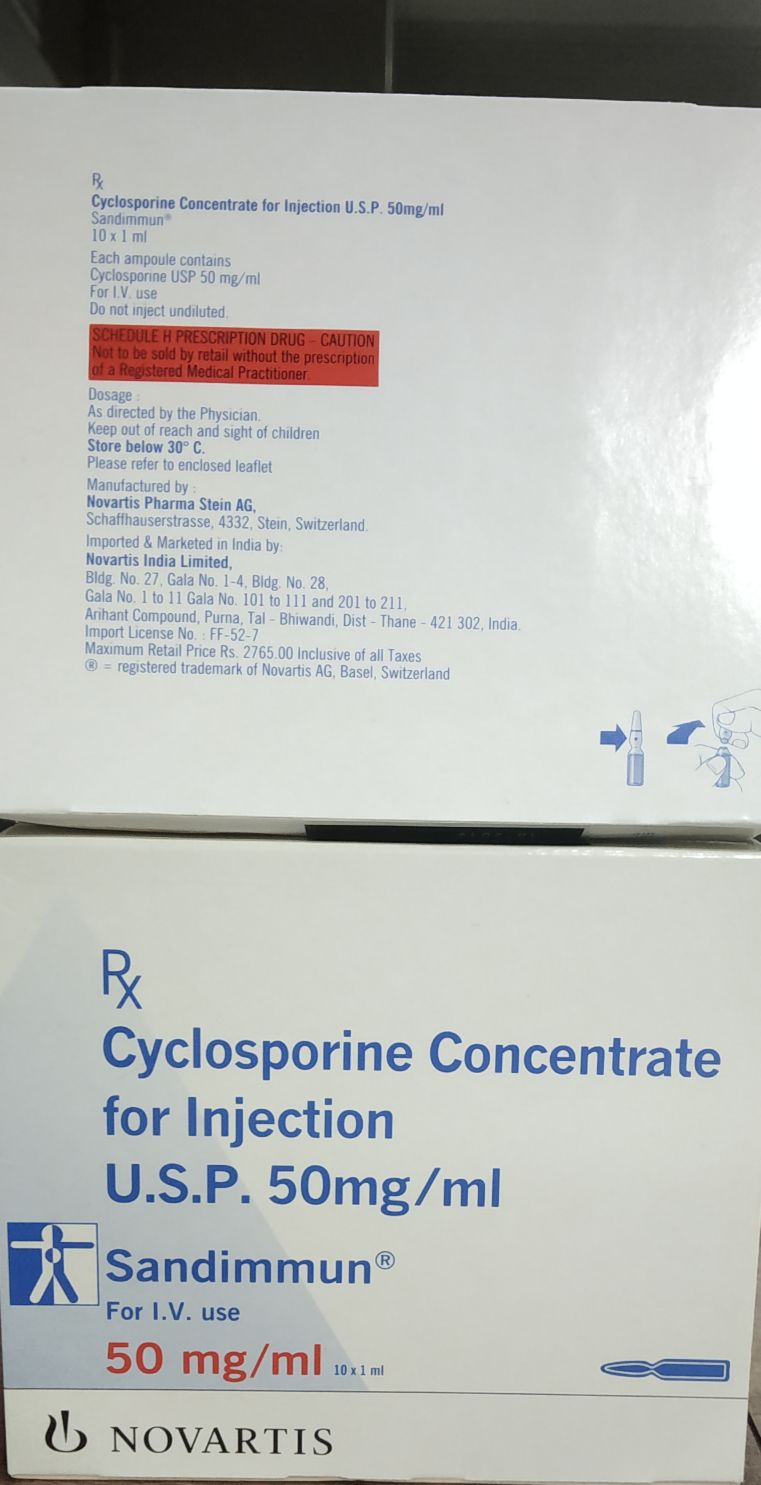 Rx
Cyclosporine Concentrate for Injection U.S.P. 50mg/ml
Sandimmun®
10 x 1 ml
Each ampoule contains
Cyclosporine USP 50 mg/ml
For I.V. use
Do not inject undiluted.
SCHEDULE H PRESCRIPTION DRUG - CAUTION
Not to be sold by retail without the prescription
of a Registered Medical Practitioner.
Dosage :
As directed by the Physician.
Keep out of reach and sight of children
Store below 30° C.
Please refer to enclosed leaflet
Manufactured by :
Novartis Pharma Stein AG,
Schaffhauserstrasse, 4332, Stein, Switzerland.
Imported & Marketed in India by:
Novartis India Limited,
Bldg. No. 27, Gala No. 1-4, Bldg. No. 28,
Gala No. 1 to 11 Gala No. 101 to 111 and 201 to 211,
Arihant Compound, Purna, Tal - Bhiwandi, Dist - Thane - 421 302, India.
Import License No. : FF-52-7
Maximum Retail Price Rs. 2765.00 Inclusive of all Taxes
® = registered trademark of Novartis AG, Basel, Switzerland
Rx
Cyclosporine Concentrate
for Injection
U.S.P. 50mg/ml
Sandimmun®
For I.V. use
50 mg/ml 10 x 1 ml
NOVARTIS